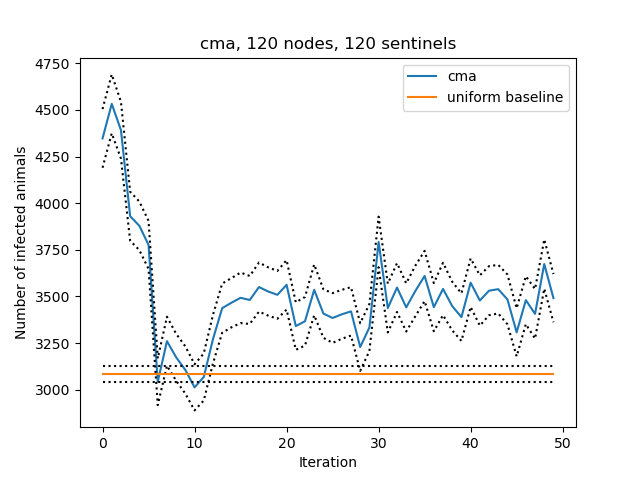 cma, 120 nodes, 120 sentinels
cma
uniform baseline
Number of infected animals
4750
4500
4250
4000
3750
3500
3250
3000
0
10
20
30
40
50
Iteration